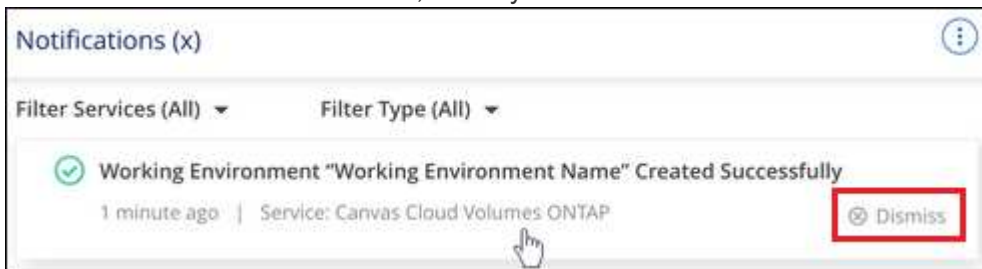 Notifications (x)
Filter Services (All) Filter Type (All)
Working Environment “Working Environment Name” Created Successfully
1 minute ago | Service: Canvas Cloud Volumes ONTAP Dismiss